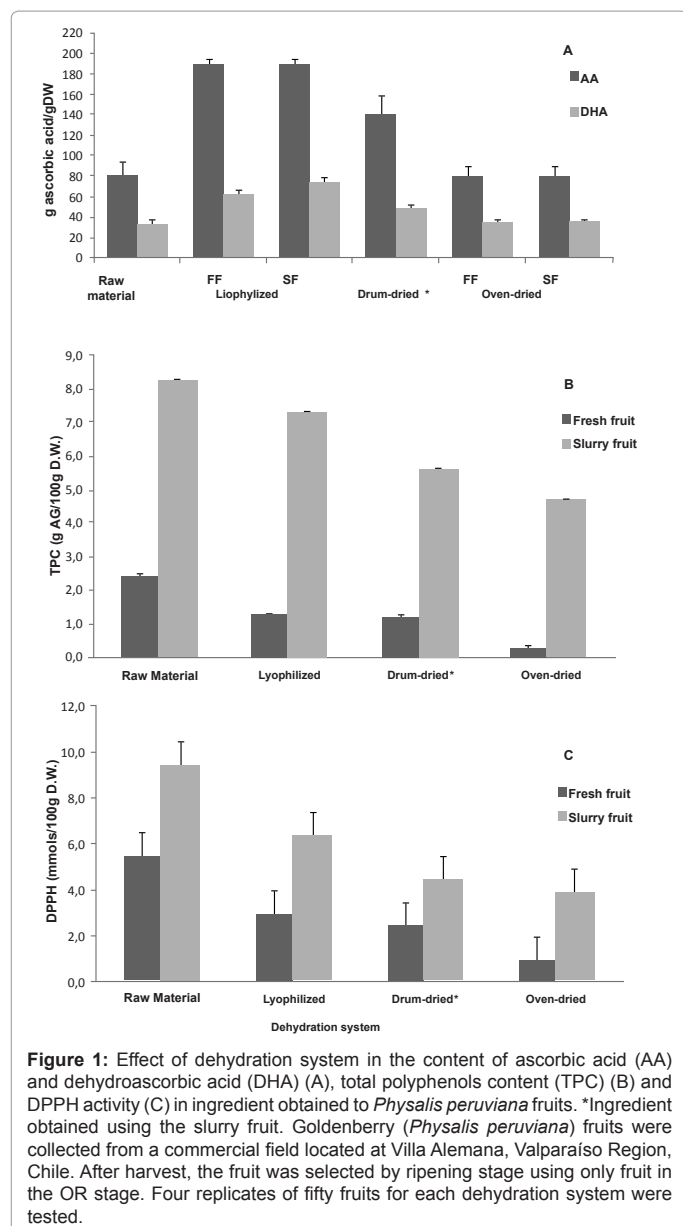 220
200
180
160
140
120
100
80
60
40
20
0
g ascorbic acid/gDW
A
AA
DHA
Raw material
FF SF FF SF
Liophylized Drum-dried * Oven-dried
9,0
8,0
7,0
6,0
5,0
4,0
3,0
2,0
1,0
0,0
TPC (g AG/100g D.W.)
B
Fresh fruit
Slurry fruit
Raw Material Lyophilized Drum-dried* Oven-dried
12,0
10,0
8,0
6,0
4,0
2,0
0,0
DPPH (mmols/100g D.W.)
C
Fresh fruit
Slurry fruit
Raw Material Lyophilized Drum-dried* Oven-dried
Dehydration system
Figure 1: Effect of dehydration system in the content of ascorbic acid (AA)
and dehydroascorbic acid (DHA) (A), total polyphenols content (TPC) (B) and
DPPH activity (C) in ingredient obtained to Physalis peruviana fruits. *Ingredient
obtained using the slurry fruit. Goldenberry (Physalis peruviana) fruits were
collected from a commercial field located at Villa Alemana, Valparaíso Region,
Chile. After harvest, the fruit was selected by ripening stage using only fruit in
the OR stage. Four replicates of fifty fruits for each dehydration system were
tested.